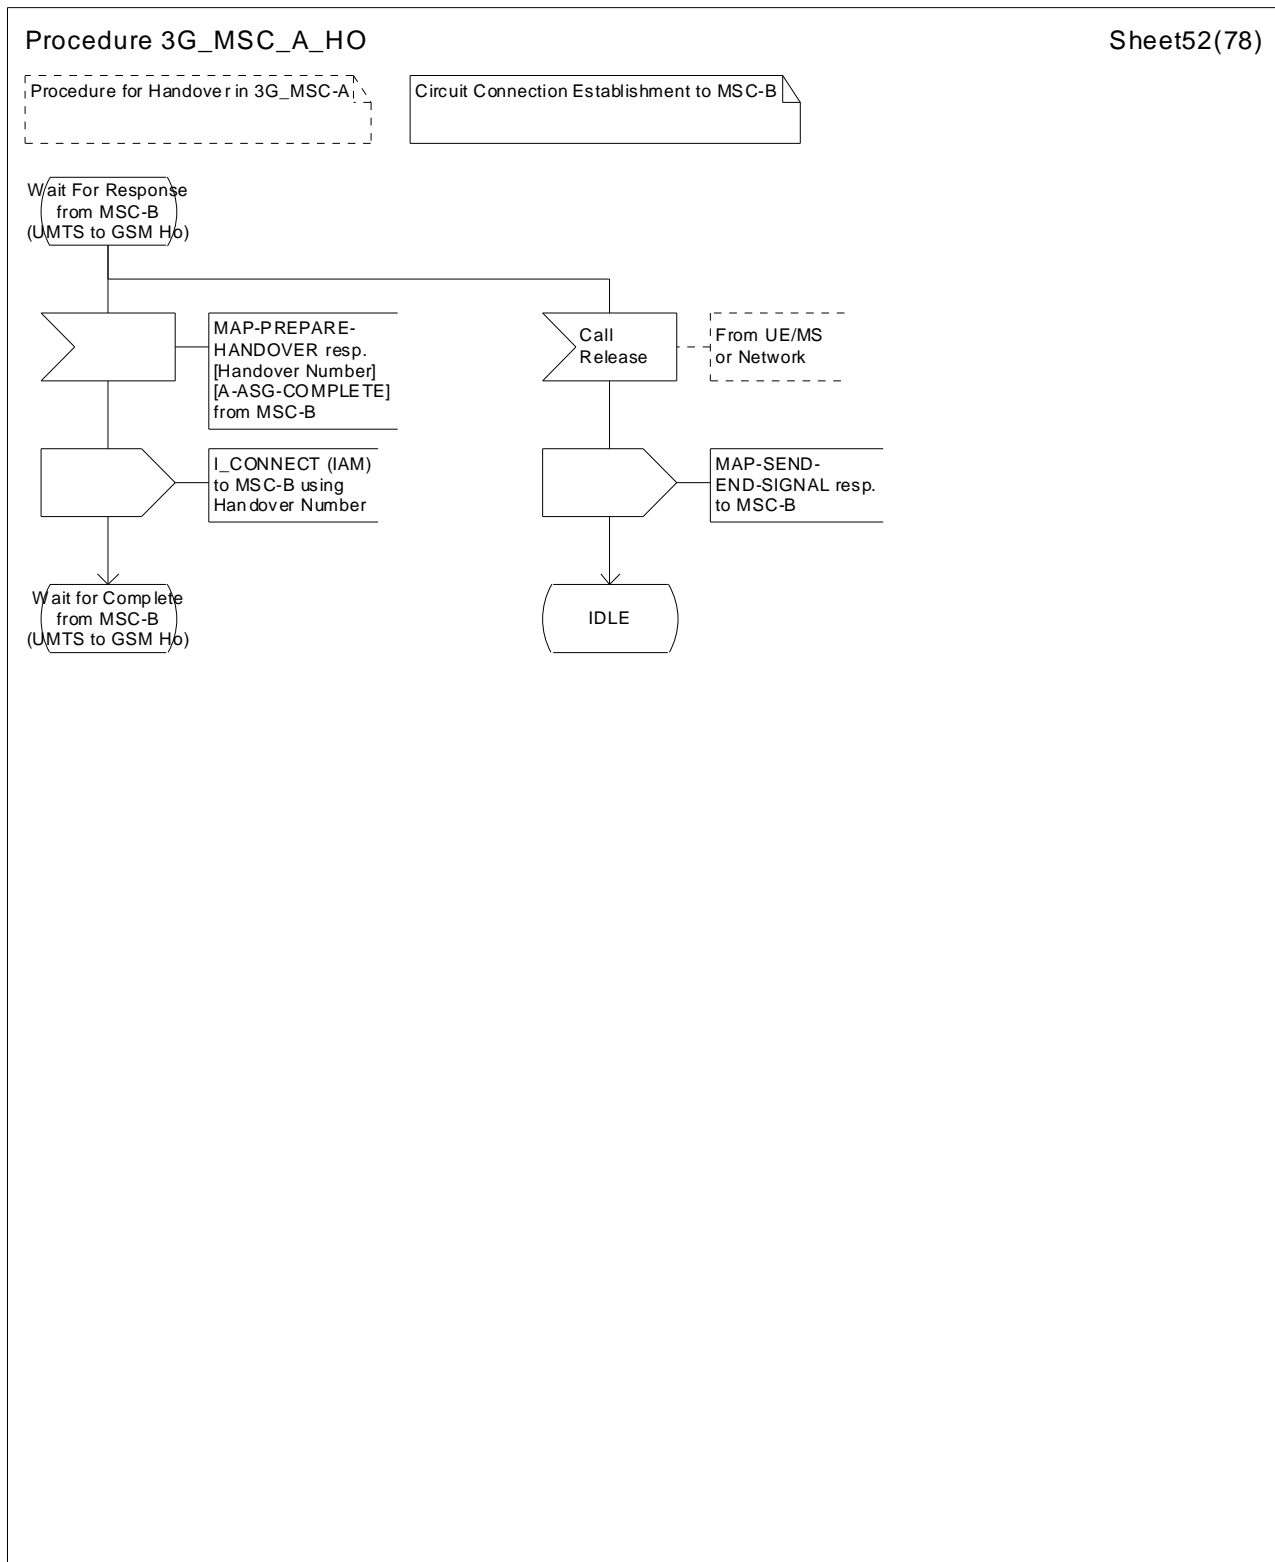 Procedure 3G_MSC_A_HO
Sheet52(78)
Procedure for Handover in 3G_MSC-A
Circuit Connection Establishment to MSC-B
Wait For Response
from MSC-B
(UMTS to GSM Ho)
MAP-PREPARE-
HANDOVER resp.
[Handover Number]
[A-ASG-COMPLETE]
from MSC-B
Call
Release
From UE/MS
or Network
I_CONNECT (IAM)
to MSC-B using
Handover Number
MAP-SEND-
END-SIGNAL resp.
to MSC-B
Wait for Complete
from MSC-B
(UMTS to GSM Ho)
IDLE